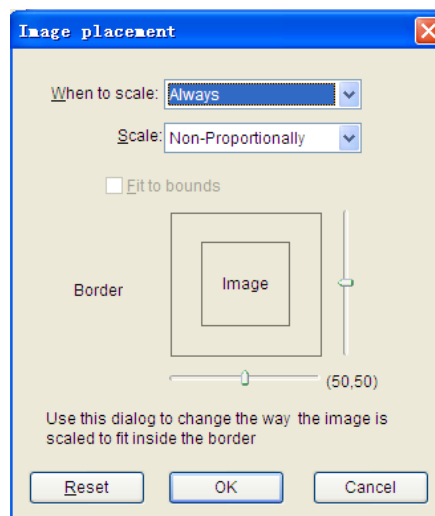 Image placement
When to scale: Always
Scale: Non-Proportionally
Fit to bounds
Image
Border
(50,50)
Use this dialog to change the way the image is
scaled to fit inside the border
Reset OK Cancel